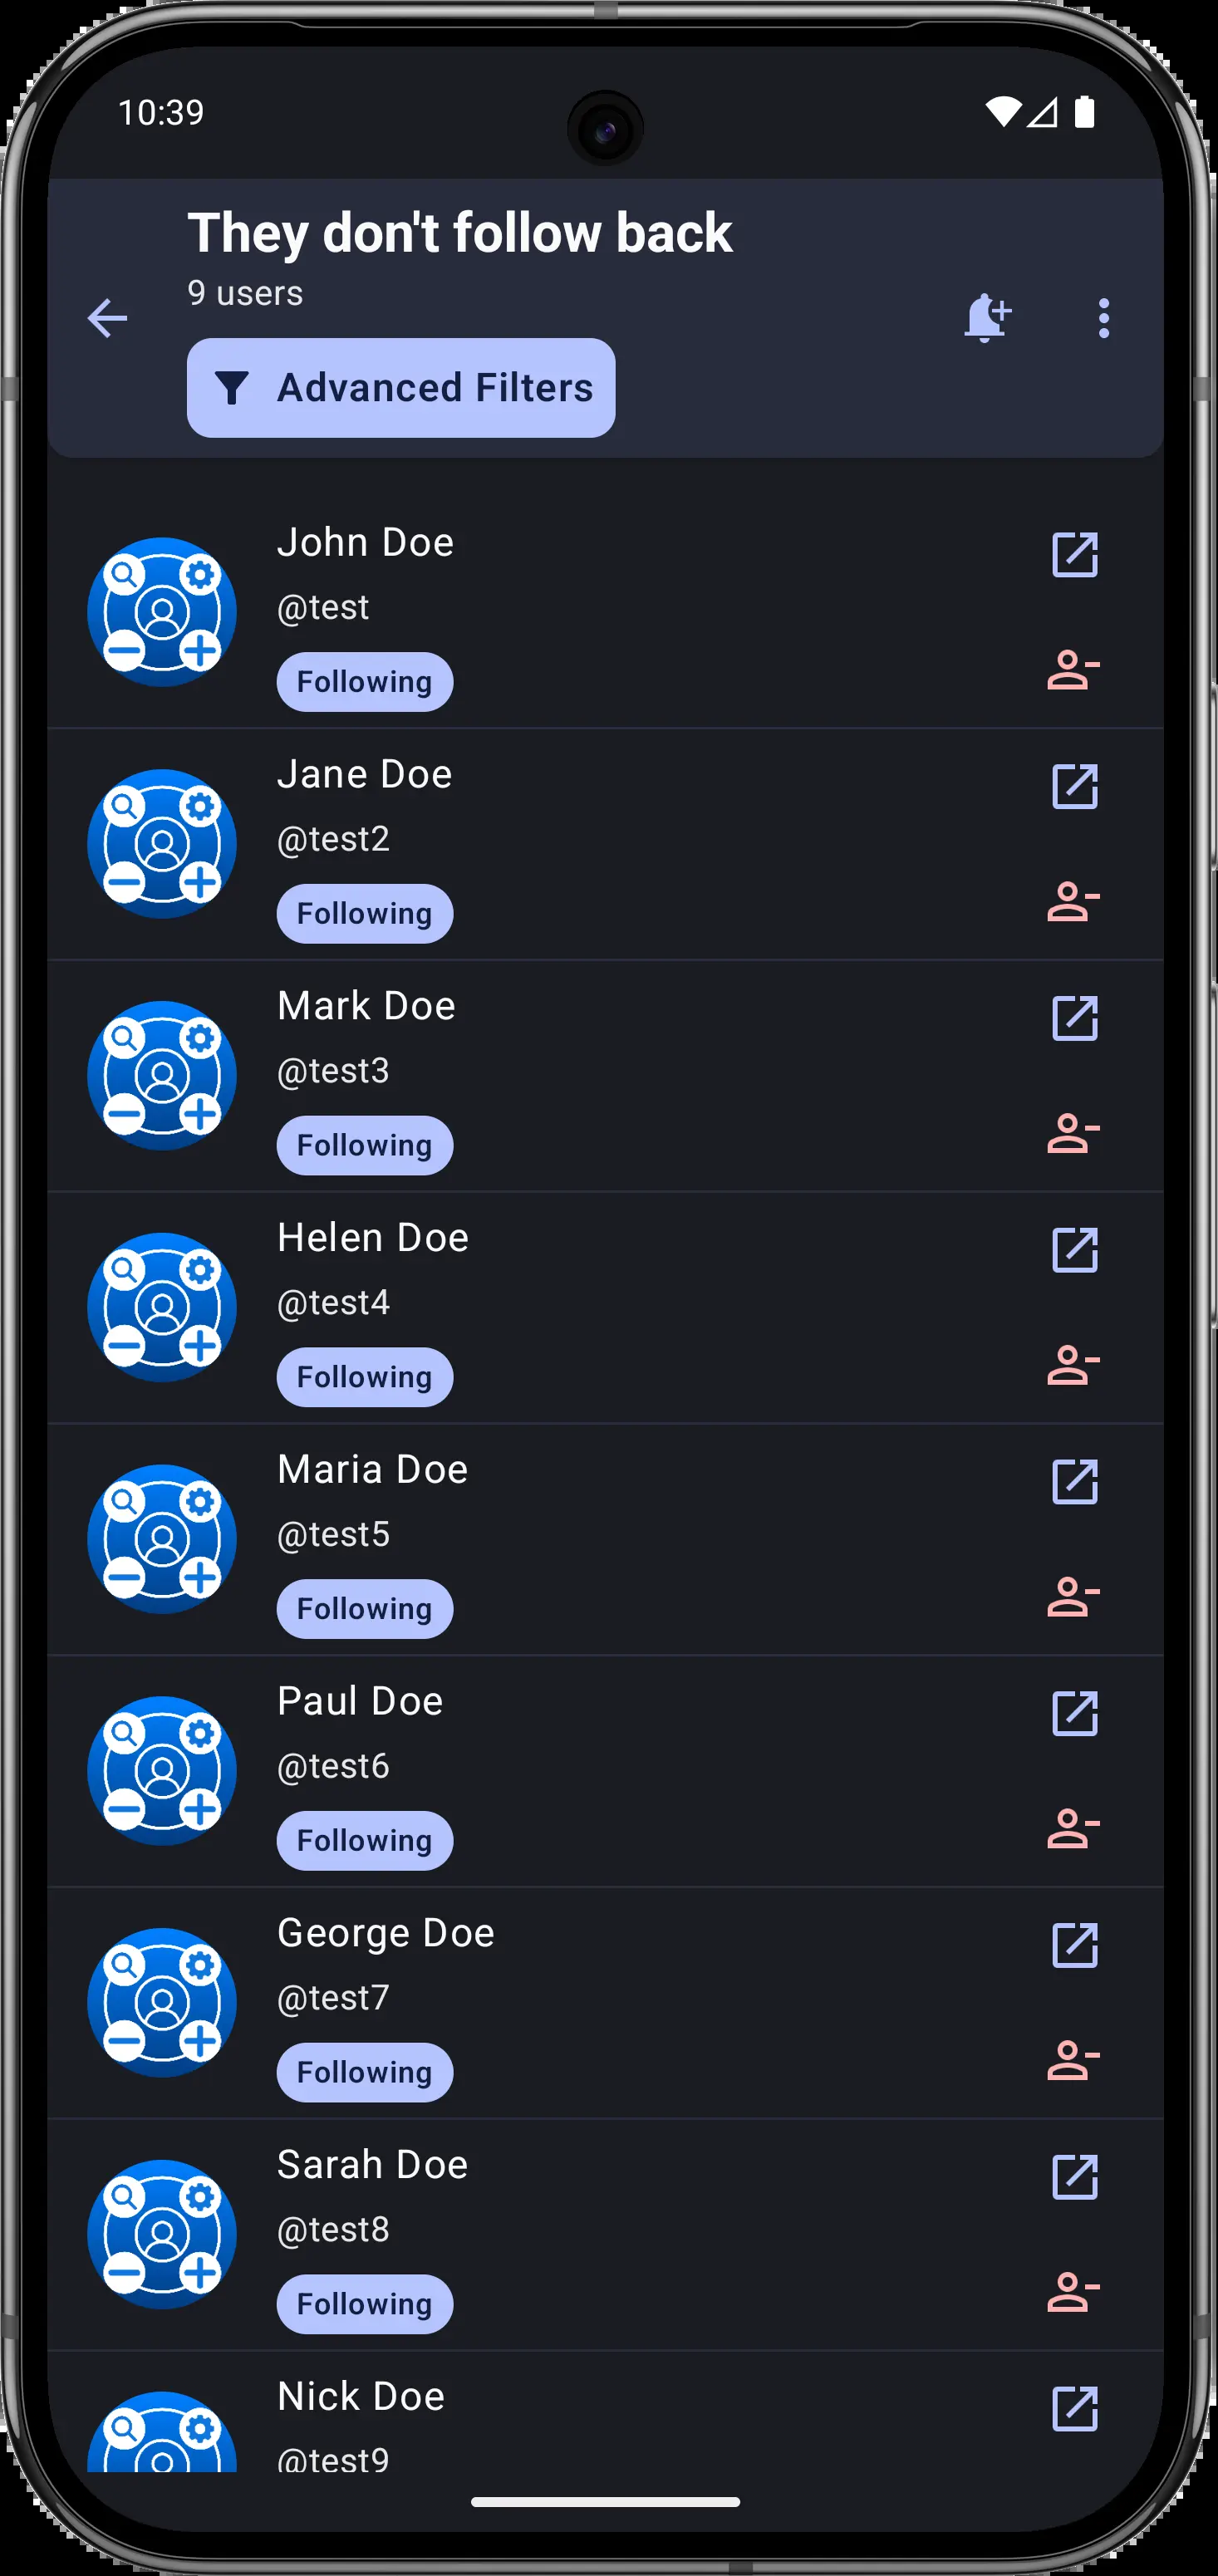 10:39
They don't follow back
9 users
Advanced Filters
John Doe
@test
Following
Jane Doe
@test2
Following
Mark Doe
@test3
Following
Helen Doe
@test4
Following
Maria Doe
@test5
Following
Paul Doe
@test6
Following
George Doe
@test7
Following
Sarah Doe
@test8
Following
Nick Doe
@test9